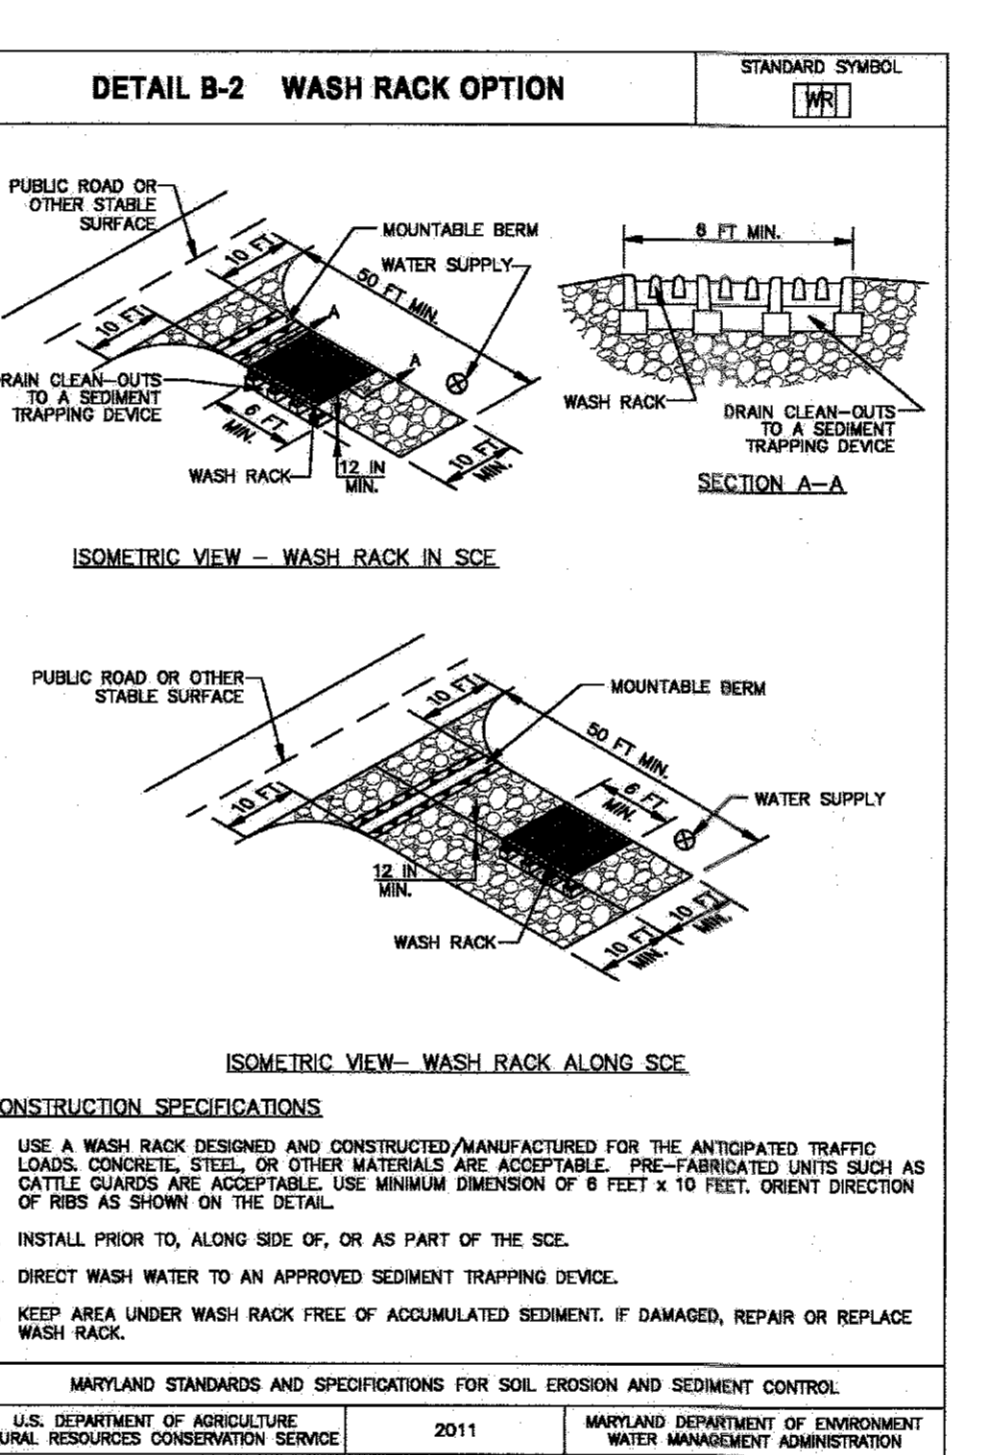 DETAIL B-2 WASH RACK OPTION
STANDARD SYMBOL
WR
PUBLIC ROAD OR
OTHER STABLE
SURFACE
MOUNTABLE BERM
WATER SUPPLY
10 FT
50 FT MIN.
10 FT
A
A
RAIN CLEAN-OUTS
TO A SEDIMENT
TRAPPING DEVICE
6 FT
MIN.
WASH RACK
12 IN
MIN.
10 FT
MIN.
6 FT MIN.
WASH RACK
DRAIN CLEAN-OUTS
TO A SEDIMENT
TRAPPING DEVICE
SECTION A-A
ISOMETRIC VIEW - WASH RACK IN SCE
PUBLIC ROAD OR OTHER
STABLE SURFACE
10 FT
MOUNTABLE BERM
50 FT MIN.
6 FT
MIN.
WATER SUPPLY
10 FT
12 IN
MIN.
WASH RACK
10 FT
MIN.
10 FT
MIN.
ISOMETRIC VIEW- WASH RACK ALONG SCE
ONSTRUCTION SPECIFICATIONS
USE A WASH RACK DESIGNED AND CONSTRUCTED/MANUFACTURED FOR THE ANTICIPATED TRAFFIC
LOADS. CONCRETE, STEEL, OR OTHER MATERIALS ARE ACCEPTABLE. PRE-FABRICATED UNITS SUCH AS
CATTLE GUARDS ARE ACCEPTABLE. USE MINIMUM DIMENSION OF 6 FEET x 10 FEET. ORIENT DIRECTION
OF RIBS AS SHOWN ON THE DETAIL.
INSTALL PRIOR TO, ALONG SIDE OF, OR AS PART OF THE SCE.
DIRECT WASH WATER TO AN APPROVED SEDIMENT TRAPPING DEVICE.
KEEP AREA UNDER WASH RACK FREE OF ACCUMULATED SEDIMENT. IF DAMAGED, REPAIR OR REPLACE
WASH RACK.
MARYLAND STANDARDS AND SPECIFICATIONS FOR SOIL EROSION AND SEDIMENT CONTROL
U.S. DEPARTMENT OF AGRICULTURE
URAL RESOURCES CONSERVATION SERVICE
2011
MARYLAND DEPARTMENT OF ENVIRONMENT
WATER MANAGEMENT ADMINISTRATION